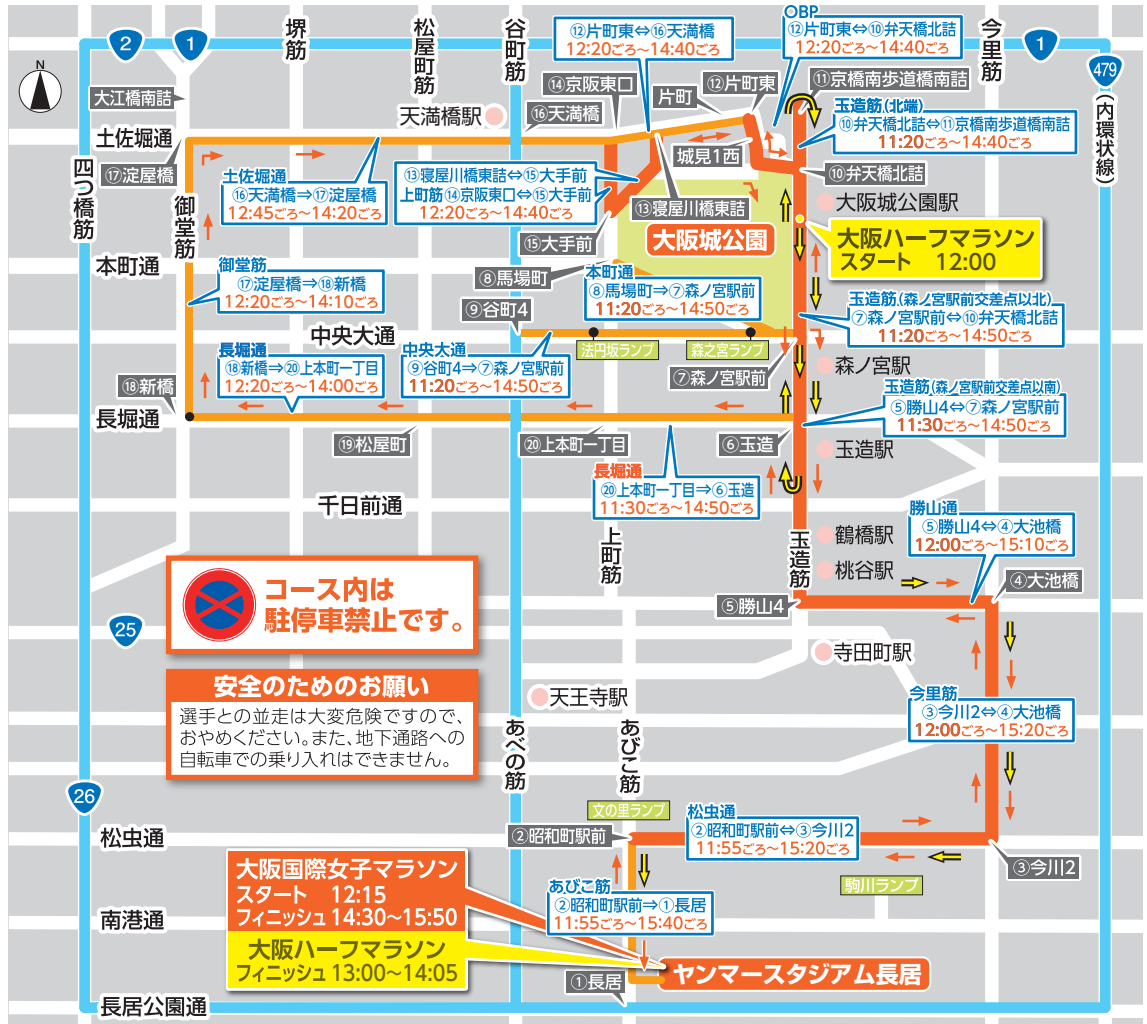 2
1
堺筋
松屋町筋
谷町筋
⑫片町東⇔⑯天満橋
12:20ごろ〜14:40ごろ
OBP
⑫片町東⇔⑩弁天橋北詰
12:20ごろ〜14:40ごろ
今里筋
1
479
(内環状線)
N
大江橋南詰
天満橋駅
⑯天満橋
⑭京阪東口
片町
⑫片町東
⑪京橋南歩道橋南詰
玉造筋(北端)
⑩弁天橋北詰⇔⑪京橋南歩道橋南詰
11:20ごろ〜14:40ごろ
土佐堀通
⑰淀屋橋
四つ橋筋
御堂筋
土佐堀通
⑯天満橋⇒⑰淀屋橋
12:45ごろ〜14:20ごろ
⑬寝屋川橋東詰⇔⑮大手前
上町筋⑭京阪東口⇔⑮大手前
12:20ごろ〜14:40ごろ
城見1西
⑩弁天橋北詰
⑬寝屋川橋東詰
大阪城公園駅
⑮大手前
大阪城公園
大阪ハーフマラソン
スタート 12:00
本町通
御堂筋
⑰淀屋橋⇒⑱新橋
12:20ごろ〜14:10ごろ
⑧馬場町
本町通
⑧馬場町⇒⑦森ノ宮駅前
11:20ごろ〜14:50ごろ
⑨谷町4
玉造筋(森ノ宮駅前交差点以北)
⑦森ノ宮駅前⇔⑩弁天橋北詰
11:20ごろ〜14:50ごろ
中央大通
法円坂ランプ
森之宮ランプ
長堀通
⑱新橋⇒⑳上本町一丁目
12:20ごろ〜14:00ごろ
中央大通
⑨谷町4⇒⑦森ノ宮駅前
11:20ごろ〜14:50ごろ
⑦森ノ宮駅前
森ノ宮駅
⑱新橋
玉造筋(森ノ宮駅前交差点以南)
⑤勝山4⇔⑦森ノ宮駅前
11:30ごろ〜14:50ごろ
長堀通
⑲松屋町
⑳上本町一丁目
⑥玉造
玉造駅
長堀通
⑳上本町一丁目⇒⑥玉造
11:30ごろ〜14:50ごろ
千日前通
上町筋
玉造筋
鶴橋駅
勝山通
⑤勝山4⇔④大池橋
12:00ごろ〜15:10ごろ
桃谷駅
④大池橋
⑤勝山4
コース内は
駐停車禁止です。
25
寺田町駅
安全のためのお願い
選手との並走は大変危険ですので、
おやめください。また、地下通路への
自転車での乗り入れはできません。
天王寺駅
今里筋
③今川2⇔④大池橋
12:00ごろ〜15:20ごろ
あべの筋
あびこ筋
26
文の里ランプ
松虫通
②昭和町駅前⇔③今川2
11:55ごろ〜15:20ごろ
松虫通
②昭和町駅前
③今川2
駒川ランプ
大阪国際女子マラソン
スタート 12:15
フィニッシュ 14:30〜15:50
あびこ筋
②昭和町駅前⇒①長居
11:55ごろ〜15:40ごろ
南港通
大阪ハーフマラソン
フィニッシュ 13:00〜14:05
ヤンマースタジアム長居
①長居
長居公園通